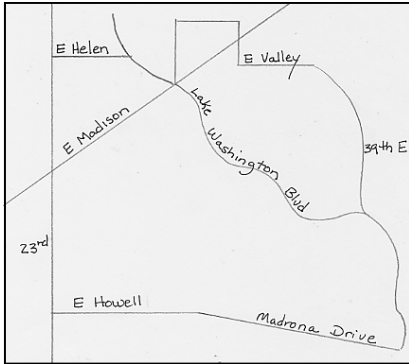 E Helen
E Valley
E Madison
Lake Washington Blvd
39th E
23rd
E Howell
Madrona Drive